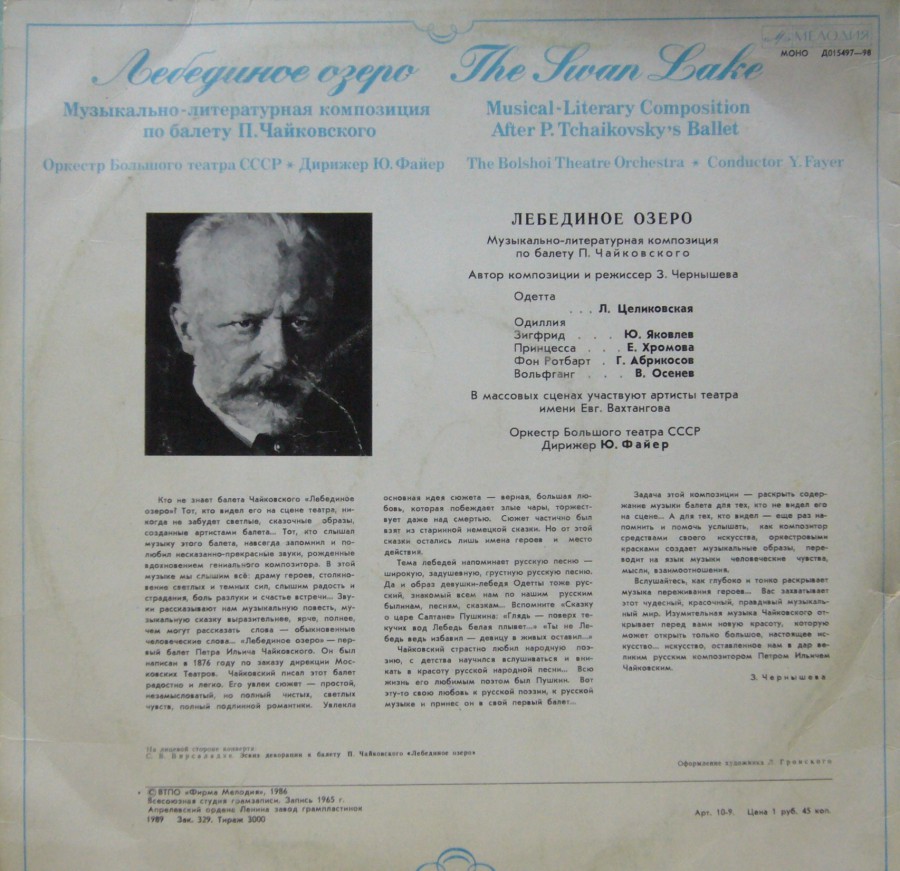 МЕЛОДИЯ
МОНО Д015497—98
Лебединое озеро
Музыкально-литературная композиция
по балету П.Чайковского
Оркестр Большого театра СССР • Дирижер Ю. Файер
The Swan Lake
Musical-Literary Composition
After P. Tchaikovsky's Ballet
The Bolshoi Theatre Orchestra • Conductor Y. Fayer
ЛЕБЕДИНОЕ ОЗЕРО
Музыкально-литературная композиция
по балету П. Чайковского
Автор композиции и режиссер З. Чернышева
Одетта
. . . Л. Целиковская
Одиллия
Зигфрид . . . Ю. Яковлев
Принцесса . . . Е. Хромова
Фон Ротбарт . Г. Абрикосов
Вольфганг . . . В. Осенев
В массовых сценах участвуют артисты театра
имени Евг. Вахтангова
Оркестр Большого театра СССР
Дирижер Ю. Файер
Кто не знает балета Чайковского «Лебединое
озеро»? Тот, кто видел его на сцене театра, ни-
когда не забудет светлые, сказочные образы,
созданные артистами балета... Тот, кто слышал
музыку этого балета, навсегда запомнил и по-
любил несказанно-прекрасные звуки, рожденные
вдохновением гениального композитора. В этой
музыке мы слышим всё: драму героев, столкно-
вение светлых и темных сил, слышим радость и
страдания, боль разлуки и счастье встречи... Зву-
ки рассказывают нам музыкальную повесть, му-
зыкальную сказку выразительнее, ярче, полнее,
чем могут рассказать слова — обыкновенные
человеческие слова... «Лебединое озеро» — пер-
вый балет Петра Ильича Чайковского. Он был
написан в 1876 году по заказу дирекции Мос-
ковских Театров. Чайковский писал этот балет
радостно и легко. Его увлек сюжет — простой,
незамысловатый, но полный чистых, светлых
чувств, полный подлинной романтики. Увлекла
основная идея сюжета — верная, большая лю-
бовь, которая побеждает злые чары, торжест-
вует даже над смертью. Сюжет частично был
взят из старинной немецкой сказки. Но от этой
сказки остались лишь имена героев и место
действия.
Тема лебедей напоминает русскую песню —
широкую, задушевную, грустную русскую песню.
Да и образ девушки-лебедя Одетты тоже рус-
ский, знакомый всем нам по нашим русским
былинам, песням, сказкам... Вспомните «Сказку
о царе Салтане» Пушкина: «Глядь — поверх те-
кучих вод Лебедь белая плывет...» «Ты не Ле-
бедь ведь избавил — девицу в живых оставил...»
Чайковский страстно любил народную поэ-
зию, с детства научился вслушиваться и вни-
кать в красоту русской народной песни... Всю
жизнь его любимым поэтом был Пушкин. Вот
эту-то свою любовь к русской поэзии, к русской
музыке и принес он в свой первый балет...
Задача этой композиции — раскрыть содер-
жание музыки балета для тех, кто не видел его
на сцене... А для тех, кто видел — еще раз на-
помнить и помочь услышать, как композитор
средствами своего искусства, оркестровыми
красками создает музыкальные образы, пере-
водит на язык музыки человеческие чувства,
мысли, взаимоотношения.
Вслушайтесь, как глубоко и тонко раскрывает
музыка переживания героев... Вас захватывает
этот чудесный, красочный, правдивый музыкаль-
ный мир. Изумительная музыка Чайковского от-
крывает перед вами новую красоту, которую
может открыть только большое, настоящее ис-
кусство... искусство, оставленное нам в дар ве-
ликим русским композитором Петром Ильичем
Чайковским.
З. Чернышева
На лицевой стороне конверта:
С. Б. Вирсаладзе. Эскиз декорации к балету П. Чайковского «Лебединое озеро»
Оформление художника Л. Гронского
© ВТПО «Фирма Мелодия», 1986
Всесоюзная студия грамзаписи. Запись 1965 г.
Апрелевский ордена Ленина завод грампластинок
1989 Зак. 329. Тираж 3000
Арт. 10-9. Цена 1 руб. 45 коп.